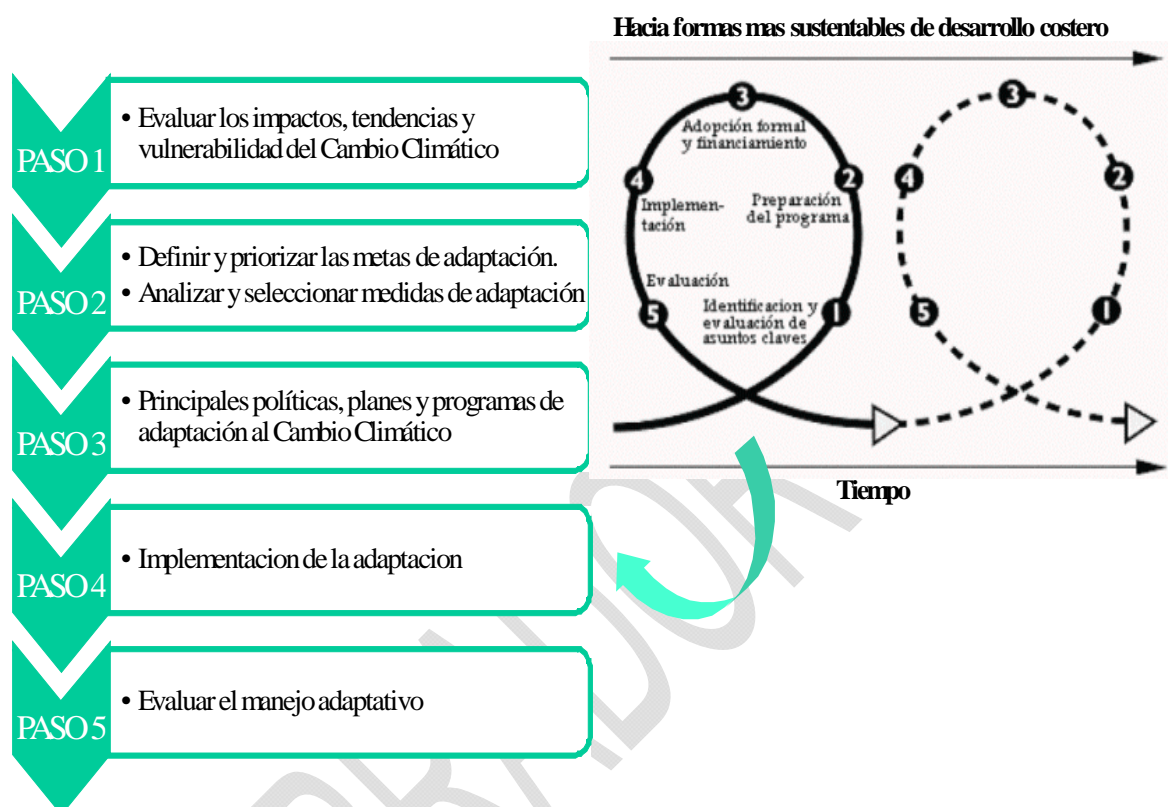 Hacia formas mas sustentables de desarrollo costero
PASO 1
• Evaluar los impactos, tendencias y
vulnerabilidad del Cambio Climático
PASO 2
• Definir y priorizar las metas de adaptación.
• Analizar y seleccionar medidas de adaptación
PASO 3
• Principales políticas, planes y programas de
adaptación al Cambio Climático
PASO 4
• Implementacion de la adaptacion
PASO 5
• Evaluar el manejo adaptativo
3
Adopción formal
y financiamiento
4
Implemen-
tación
2
Preparación
del programa
Evaluación
5
Identificacion y
evaluación de
asuntos claves
1
3
4
2
5
1
Tiempo
RADOR